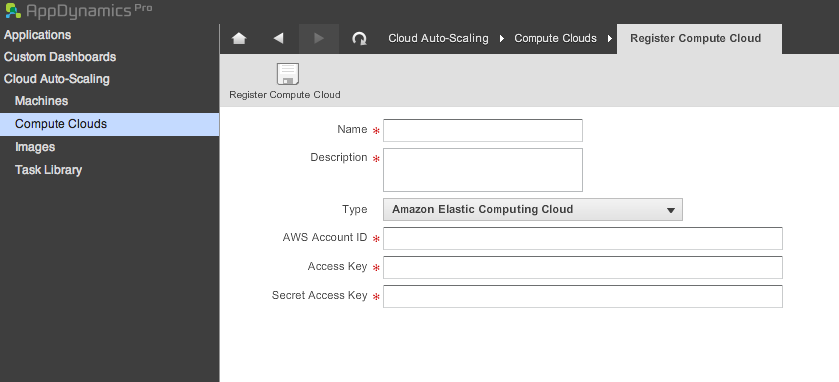 AppDynamics Pro
Applications
Custom Dashboards
Cloud Auto-Scaling
Machines
Compute Clouds
Images
Task Library
Cloud Auto-Scaling Compute Clouds Register Compute Cloud
Register Compute Cloud
Name *
Description *
Type Amazon Elastic Computing Cloud
AWS Account ID *
Access Key *
Secret Access Key *